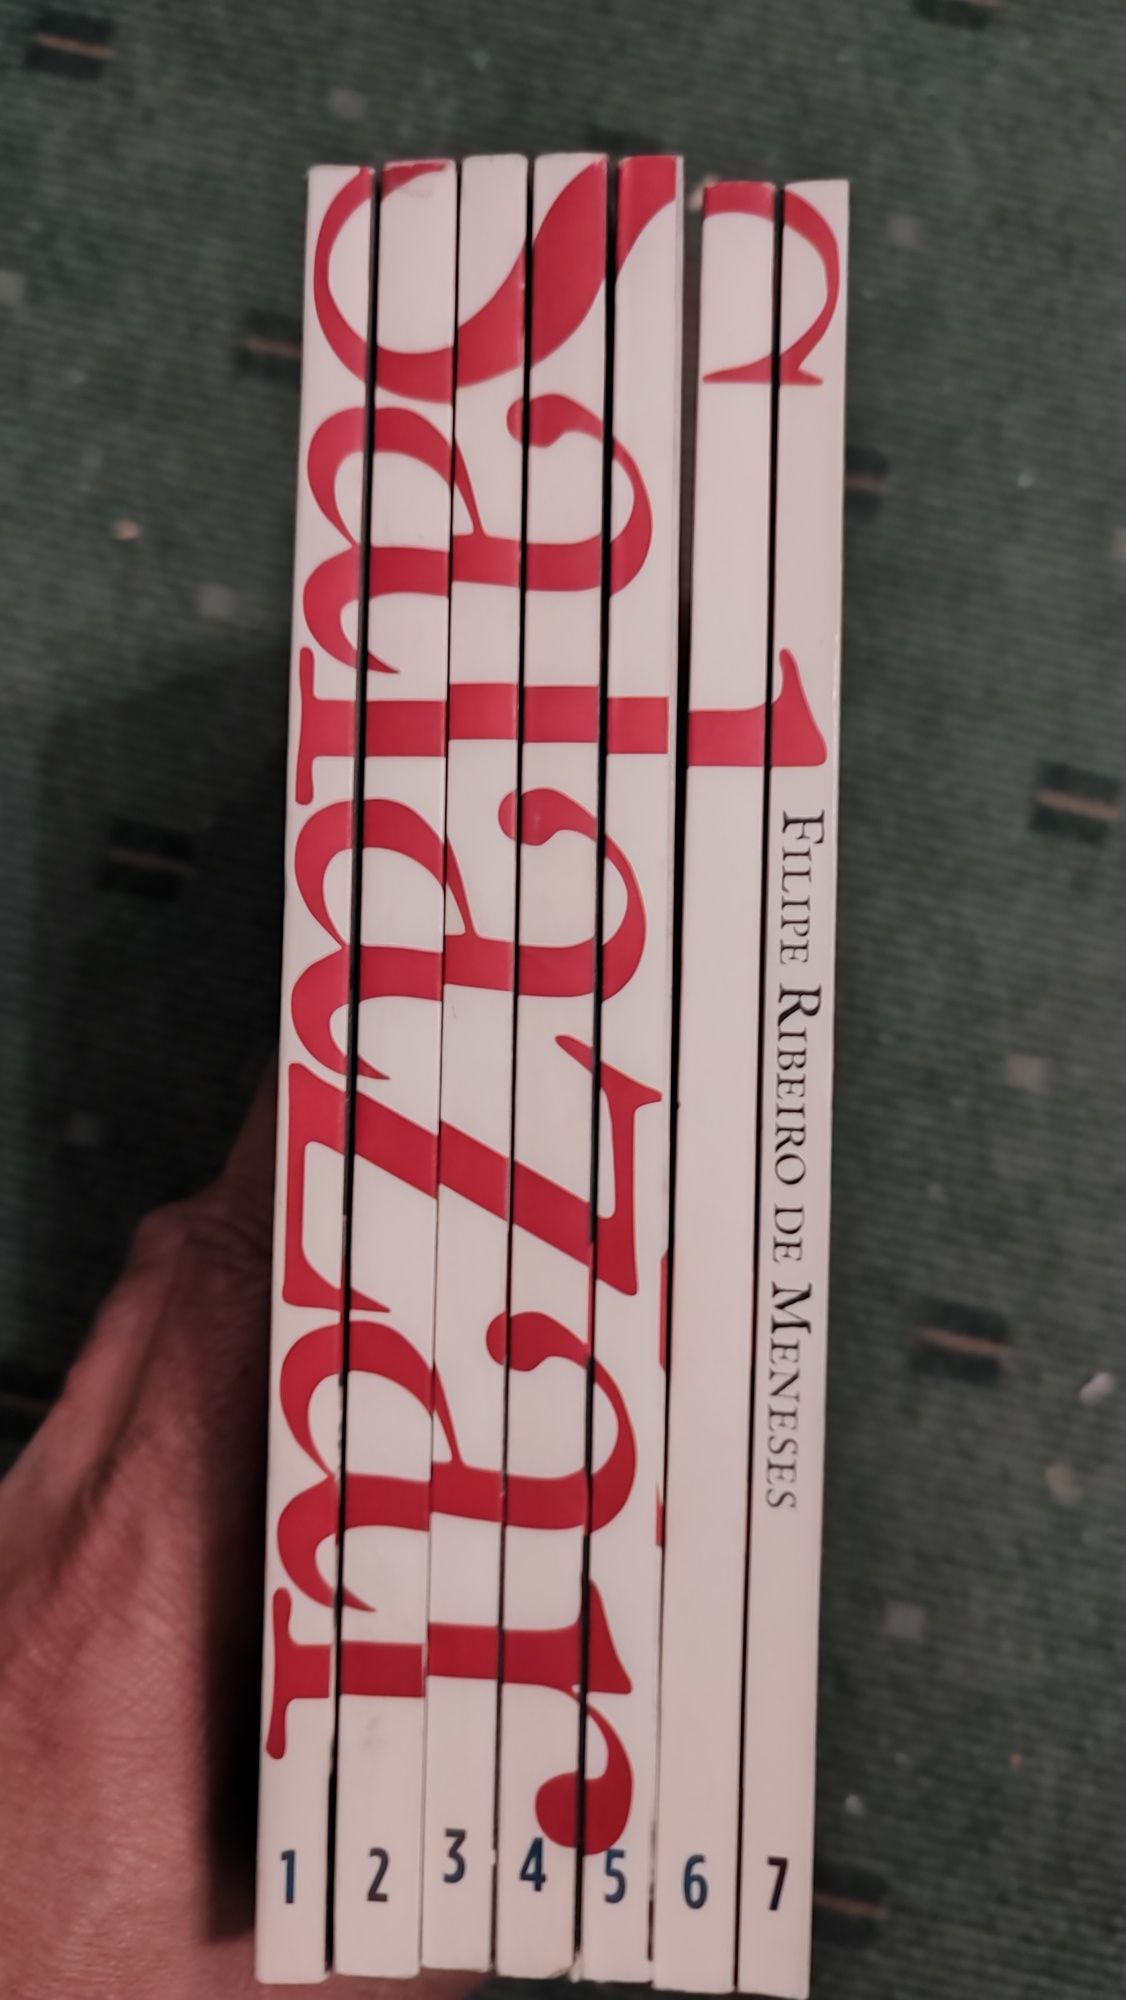 Salazar
FILIPE RIBEIRO DE MENESES
1 2 3 4 5 6 7